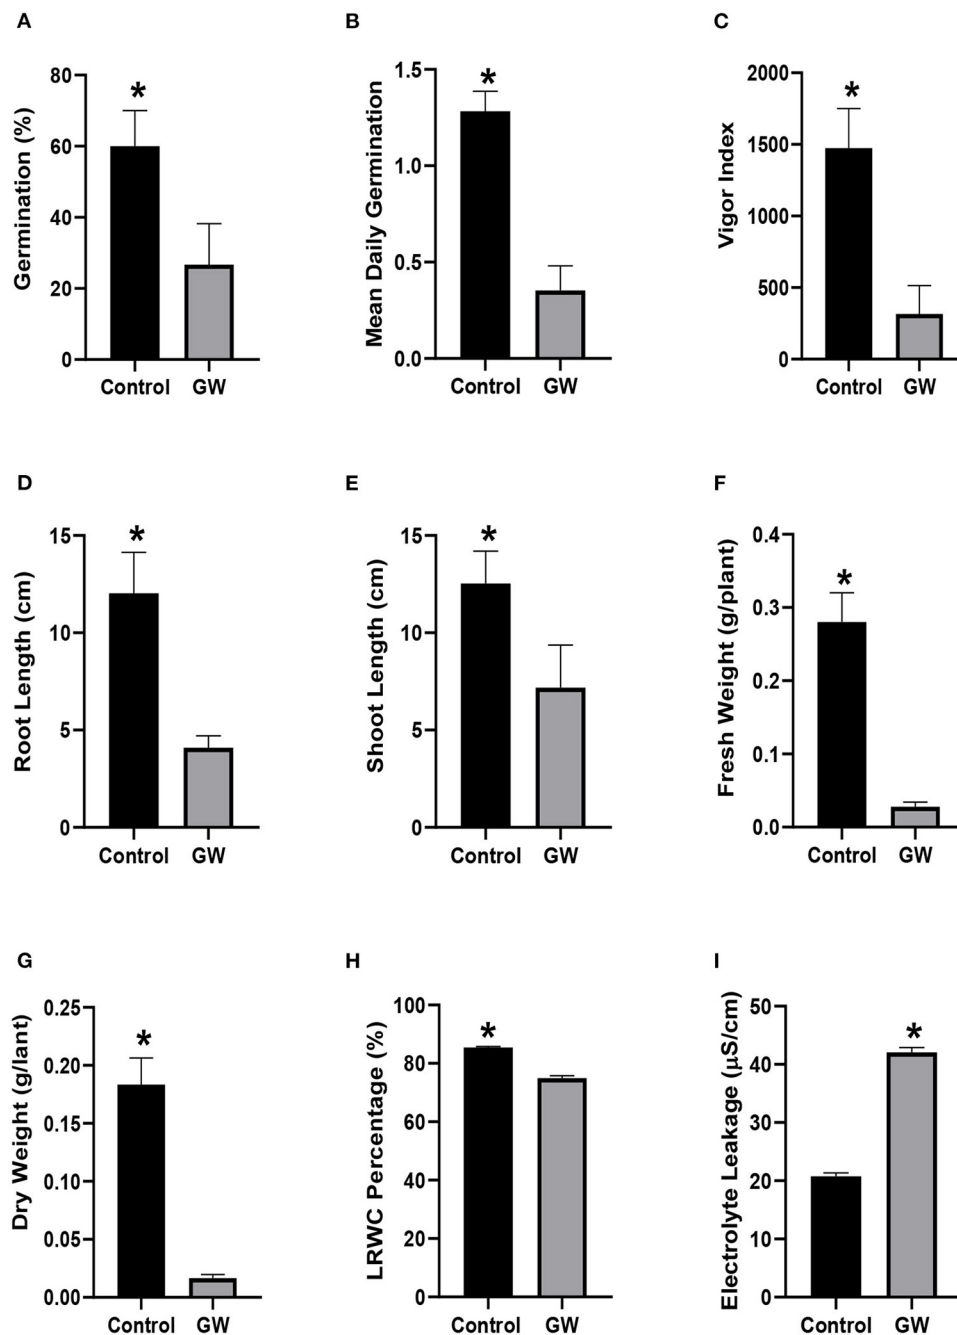 A
Germination (%)
80
60
40
20
0
*
Control GW
B
Mean Daily Germination
1.5
1.0
0.5
0.0
*
Control GW
C
Vigor Index
2000
1500
1000
500
0
*
Control GW
D
Root Length (cm)
15
10
5
0
*
Control GW
E
Shoot Length (cm)
15
10
5
0
*
Control GW
F
Fresh Weight (g/plant)
0.4
0.3
0.2
0.1
0.0
*
Control GW
G
Dry Weight (g/lant)
0.25
0.20
0.15
0.10
0.05
0.00
*
Control GW
H
LRWC Percentage (%)
100
80
60
40
20
0
*
Control GW
I
Electrolyte Leakage (µS/cm)
50
40
30
20
10
0
*
Control GW